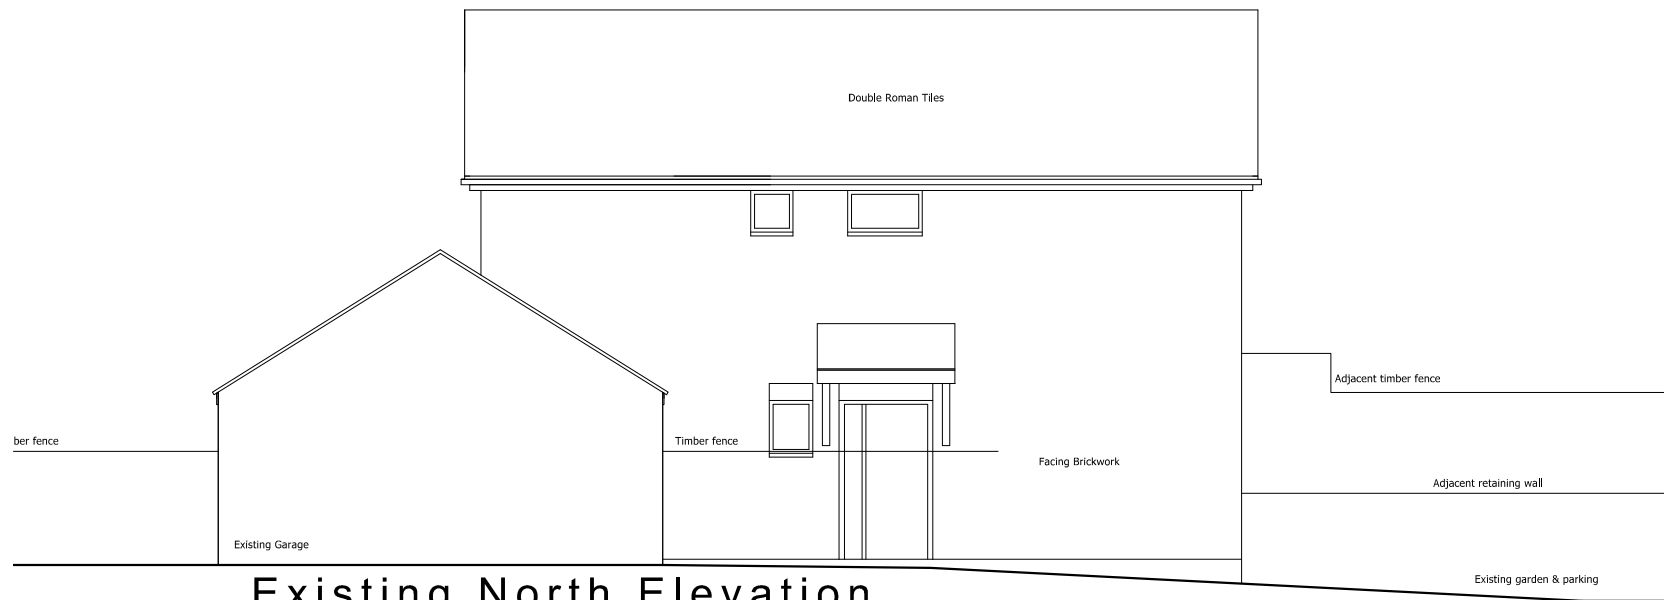 Double Roman Tiles
Adjacent timber fence
ber fence
Timber fence
Facing Brickwork
Adjacent retaining wall
Existing Garage
Existing garden & parking
Existing North Elevation